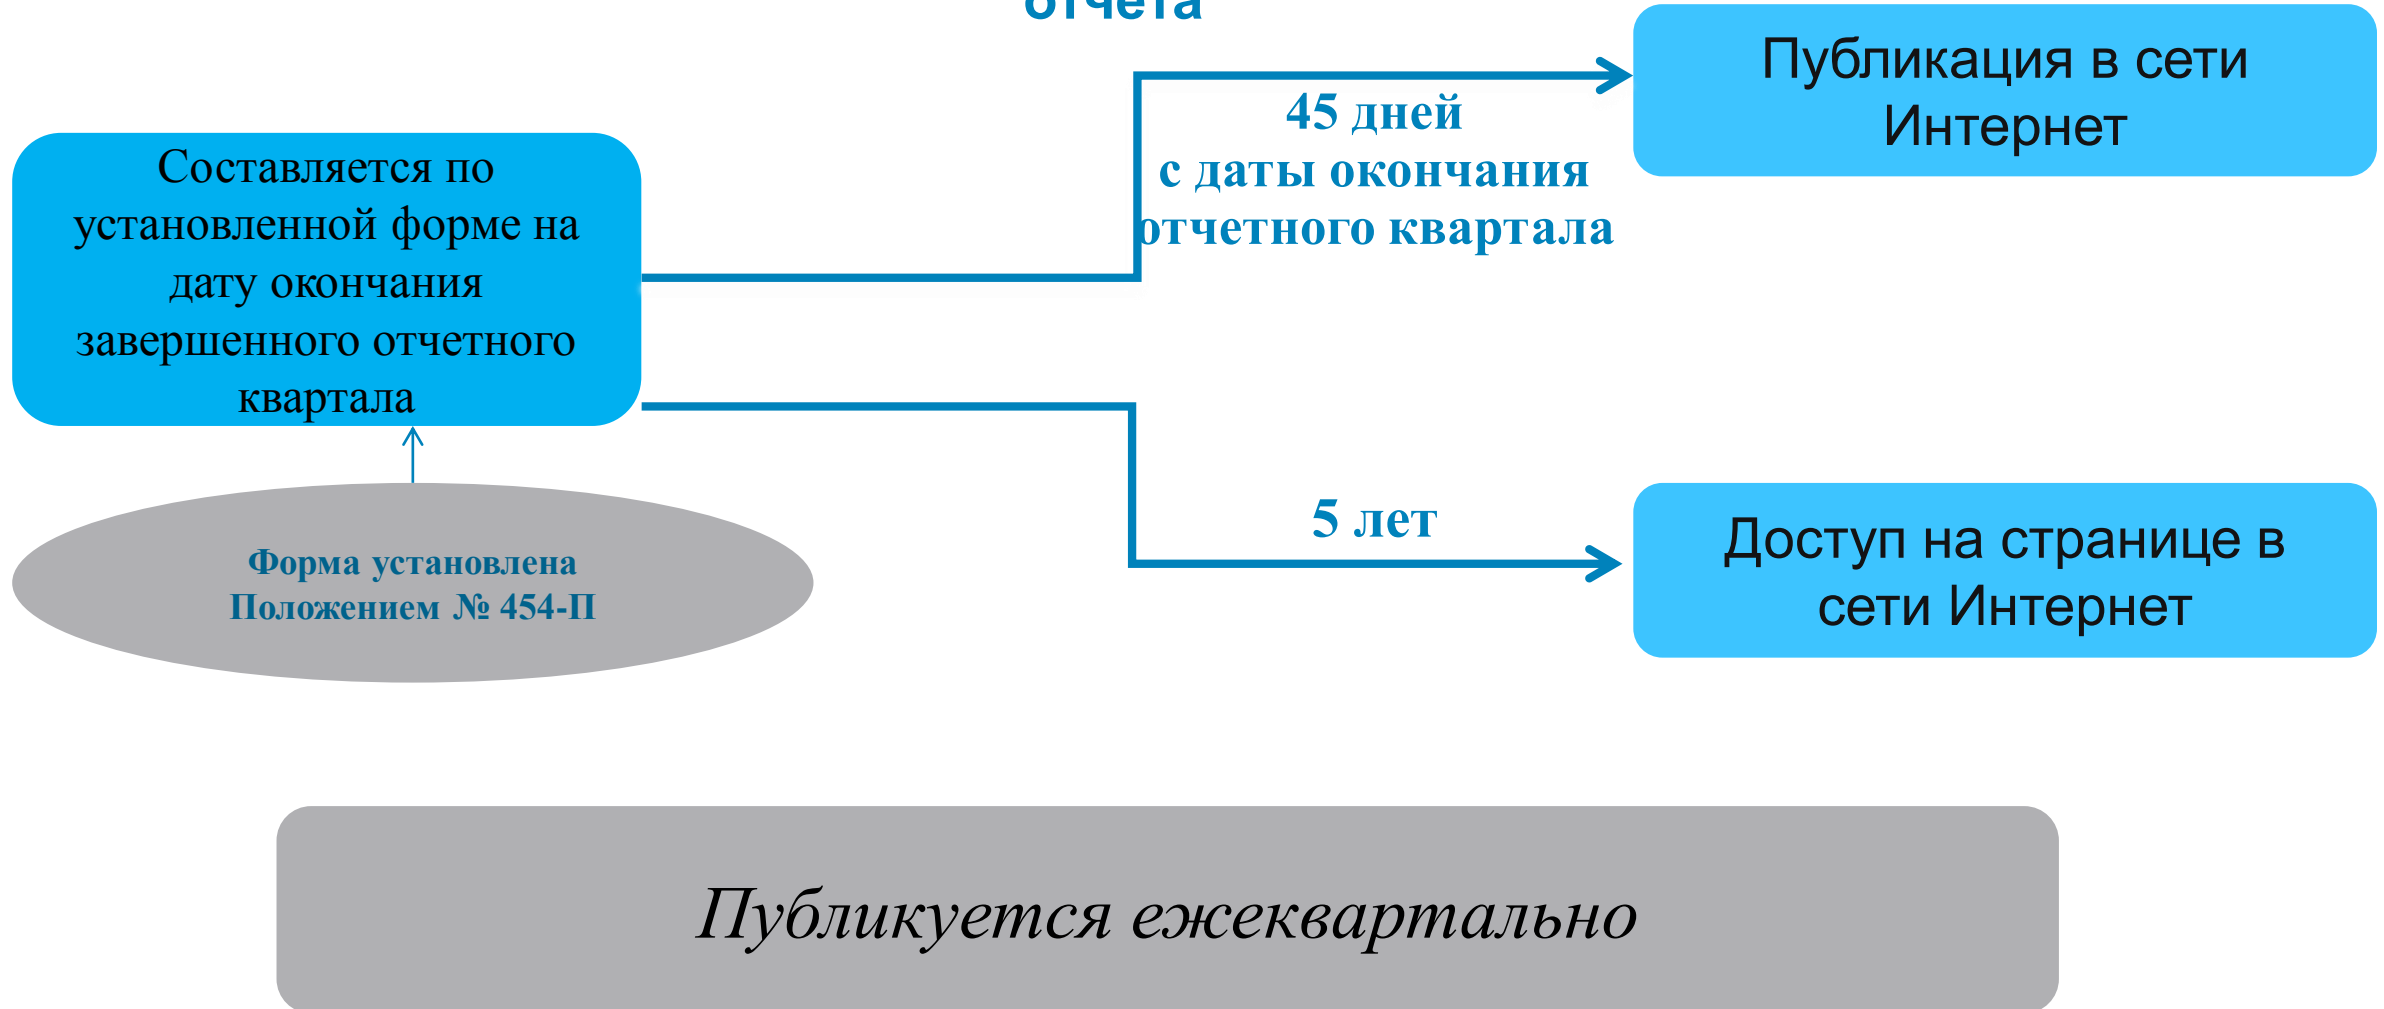 отчета
Публикация в сети
Интернет
45 дней
с даты окончания
отчетного квартала
Составляется по
установленной форме на
дату окончания
завершенного отчетного
квартала
5 лет
Доступ на странице в
сети Интернет
Форма установлена
Положением № 454-П
Публикуется ежеквартально